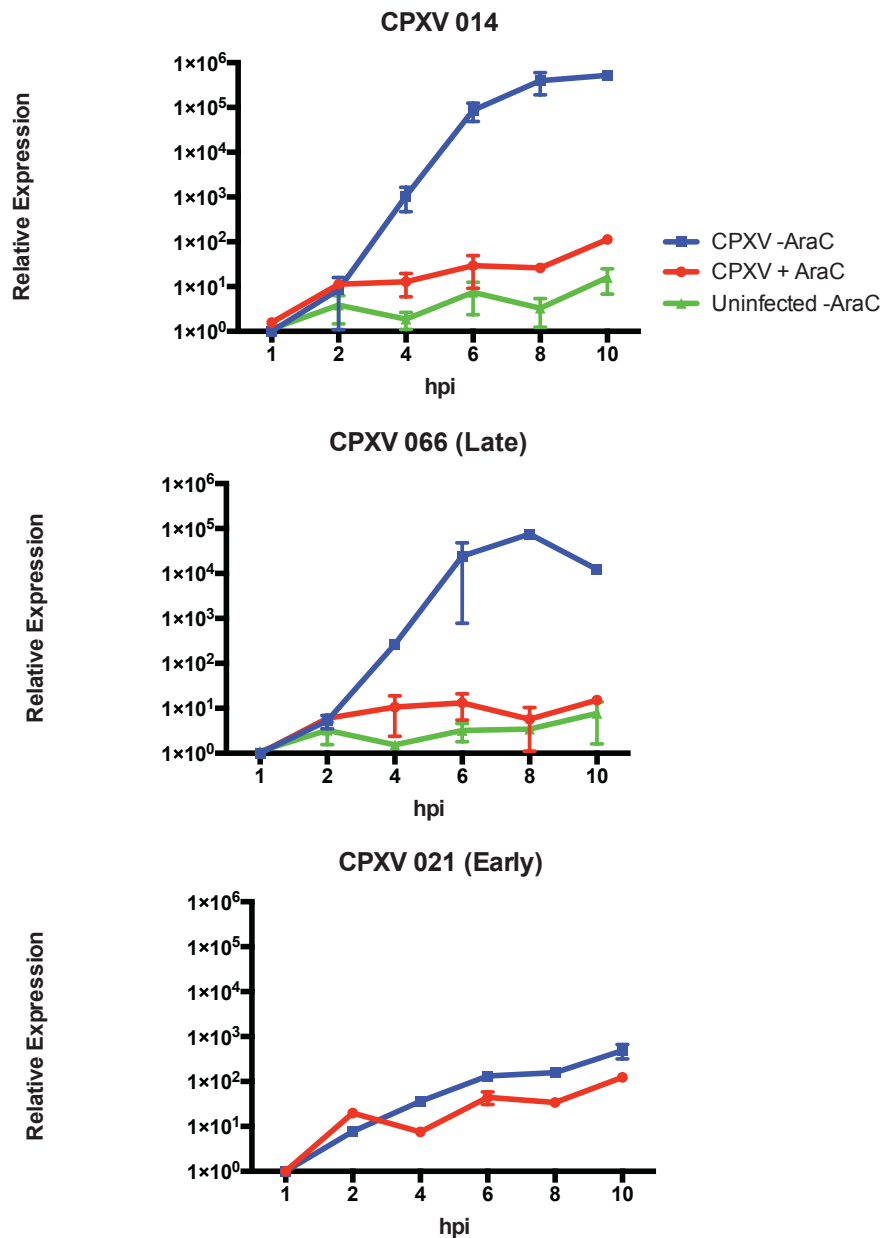 CPXV 014
Relative Expression
1×10⁶
1×10⁵
1×10⁴
1×10³
1×10²
1×10¹
1×10⁰
1 2 4 6 8 10
hpi
CPXV -AraC
CPXV + AraC
Uninfected -AraC
CPXV 066 (Late)
Relative Expression
1×10⁶
1×10⁵
1×10⁴
1×10³
1×10²
1×10¹
1×10⁰
1 2 4 6 8 10
hpi
CPXV 021 (Early)
Relative Expression
1×10⁶
1×10⁵
1×10⁴
1×10³
1×10²
1×10¹
1×10⁰
1 2 4 6 8 10
hpi